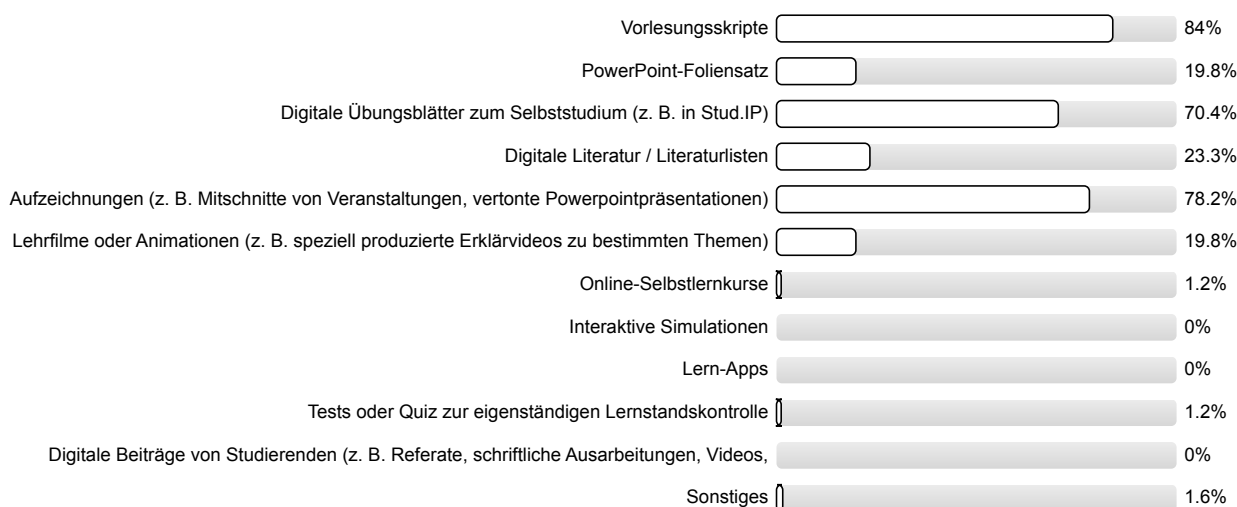 Vorlesungsskripte 84%
PowerPoint-Foliensatz 19.8%
Digitale Übungsblätter zum Selbststudium (z. B. in Stud.IP) 70.4%
Digitale Literatur / Literaturlisten 23.3%
Aufzeichnungen (z. B. Mitschnitte von Veranstaltungen, vertonte Powerpointpräsentationen) 78.2%
Lehrfilme oder Animationen (z. B. speziell produzierte Erklärvideos zu bestimmten Themen) 19.8%
Online-Selbstlernkurse 1.2%
Interaktive Simulationen 0%
Lern-Apps 0%
Tests oder Quiz zur eigenständigen Lernstandskontrolle 1.2%
Digitale Beiträge von Studierenden (z. B. Referate, schriftliche Ausarbeitungen, Videos, 0%
Sonstiges 1.6%